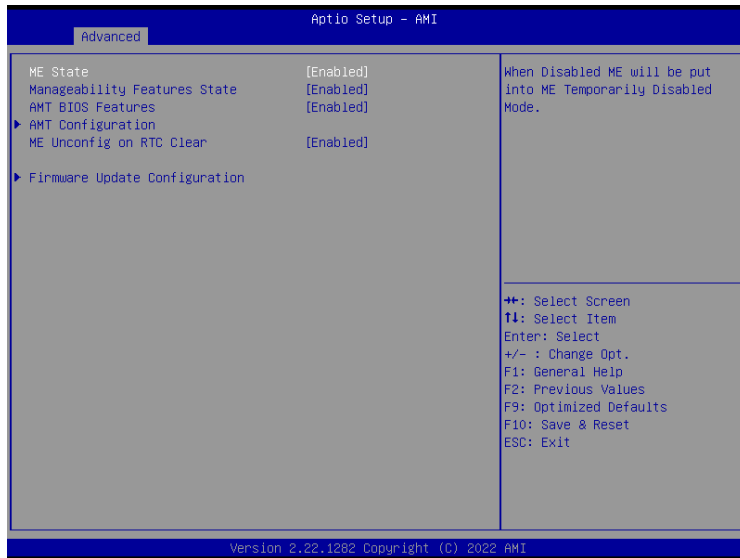 Aptio Setup – AMI
Advanced
ME State [Enabled]
Manageability Features State [Enabled]
AMT BIOS Features [Enabled]
AMT Configuration
ME Unconfig on RTC Clear [Enabled]
Firmware Update Configuration
When Disabled ME will be put
into ME Temporarily Disabled
Mode.
→←: Select Screen
↑↓: Select Item
Enter: Select
+/- : Change Opt.
F1: General Help
F2: Previous Values
F9: Optimized Defaults
F10: Save & Reset
ESC: Exit
Version 2.22.1282 Copyright (C) 2022 AMI